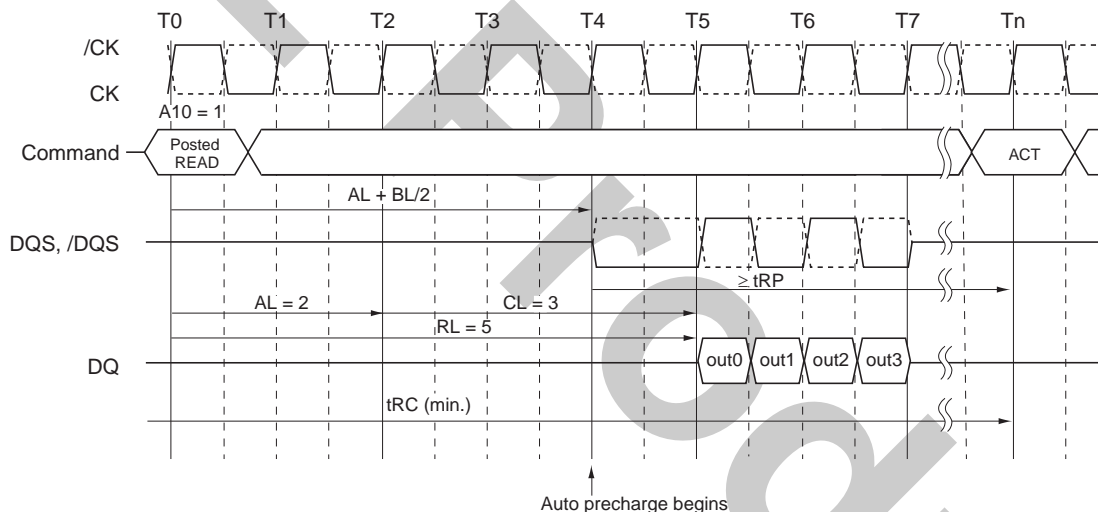 T0 T1 T2 T3 T4 T5 T6 T7 Tn
/CK
CK
A10 = 1
Command
Posted
READ
ACT
AL + BL/2
DQS, /DQS
≥ tRP
AL = 2
CL = 3
RL = 5
DQ
out0 out1 out2 out3
tRC (min.)
Auto precharge begins